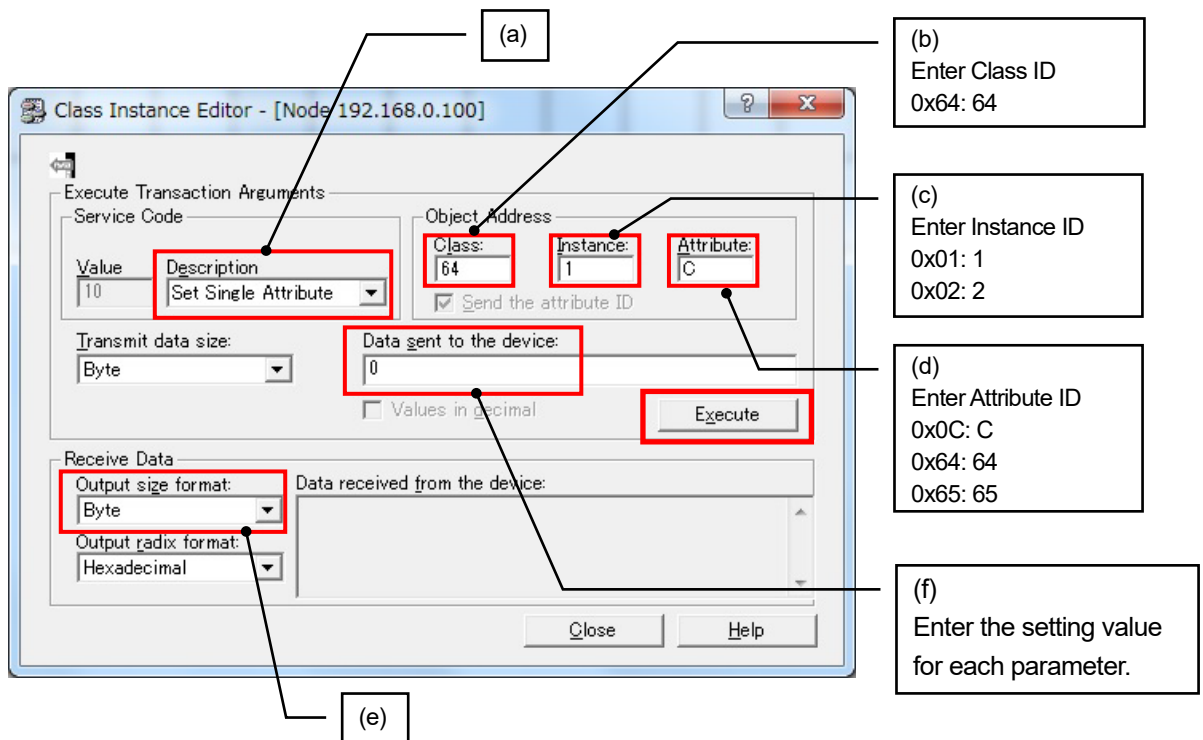 (a)
(b)
Enter Class ID
0x64: 64
Class Instance Editor - [Node 192.168.0.100]
Execute Transaction Arguments
Service Code
Value
Description
10
Set Single Attribute
Object Address
Class:
Instance:
Attribute:
64
1
C
Send the attribute ID
(c)
Enter Instance ID
0x01: 1
0x02: 2
Transmit data size:
Byte
Data sent to the device:
0
Values in decimal
Execute
(d)
Enter Attribute ID
0x0C: C
0x64: 64
0x65: 65
Receive Data
Output size format:
Byte
Output radix format:
Hexadecimal
Data received from the device:
Close
Help
(f)
Enter the setting value
for each parameter.
(e)